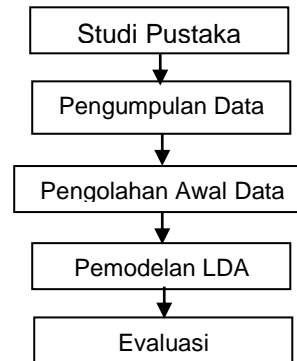 Studi Pustaka
Pengumpulan Data
Pengolahan Awal Data
Pemodelan LDA
Evaluasi